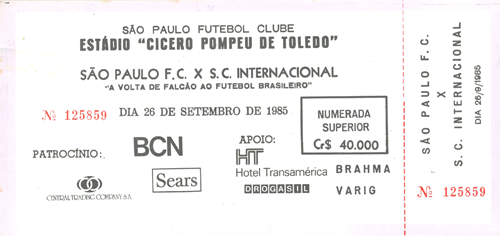 SÃO PAULO FUTEBOL CLUBE
ESTÁDIO "CICERO POMPEU DE TOLEDO"
SÃO PAULO F.C. X S.C. INTERNACIONAL
"A VOLTA DE FALCÃO AO FUTEBOL BRASILEIRO"
Nº 125859 DIA 26 DE SETEMBRO DE 1985
NUMERADA
SUPERIOR
Cr$ 40.000
PATROCÍNIO:
BCN
CENTRAL TRADING COMPANY S.A.
Sears
APOIO:
HT
Hotel Transamérica
DROGASIL
BRAHMA
VARIG
SÃO PAULO F.C.
X
S.C. INTERNACIONAL
DIA 26/9/1985
Nº 125859